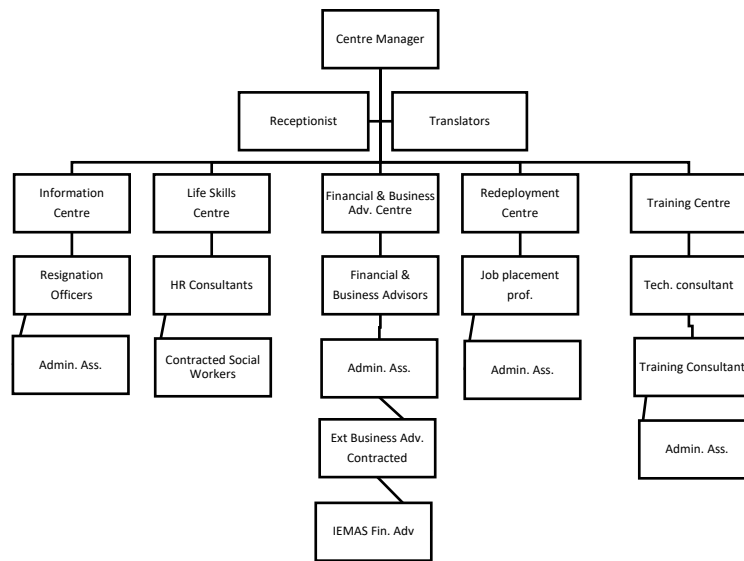 Centre Manager
Receptionist
Translators
Information
Centre
Life Skills
Centre
Financial & Business
Adv. Centre
Redeployment
Centre
Training Centre
Resignation
Officers
HR Consultants
Financial &
Business Advisors
Job placement
prof.
Tech. consultant
Admin. Ass.
Contracted Social
Workers
Admin. Ass.
Admin. Ass.
Training Consultant
Ext Business Adv.
Contracted
Admin. Ass.
IEMAS Fin. Adv